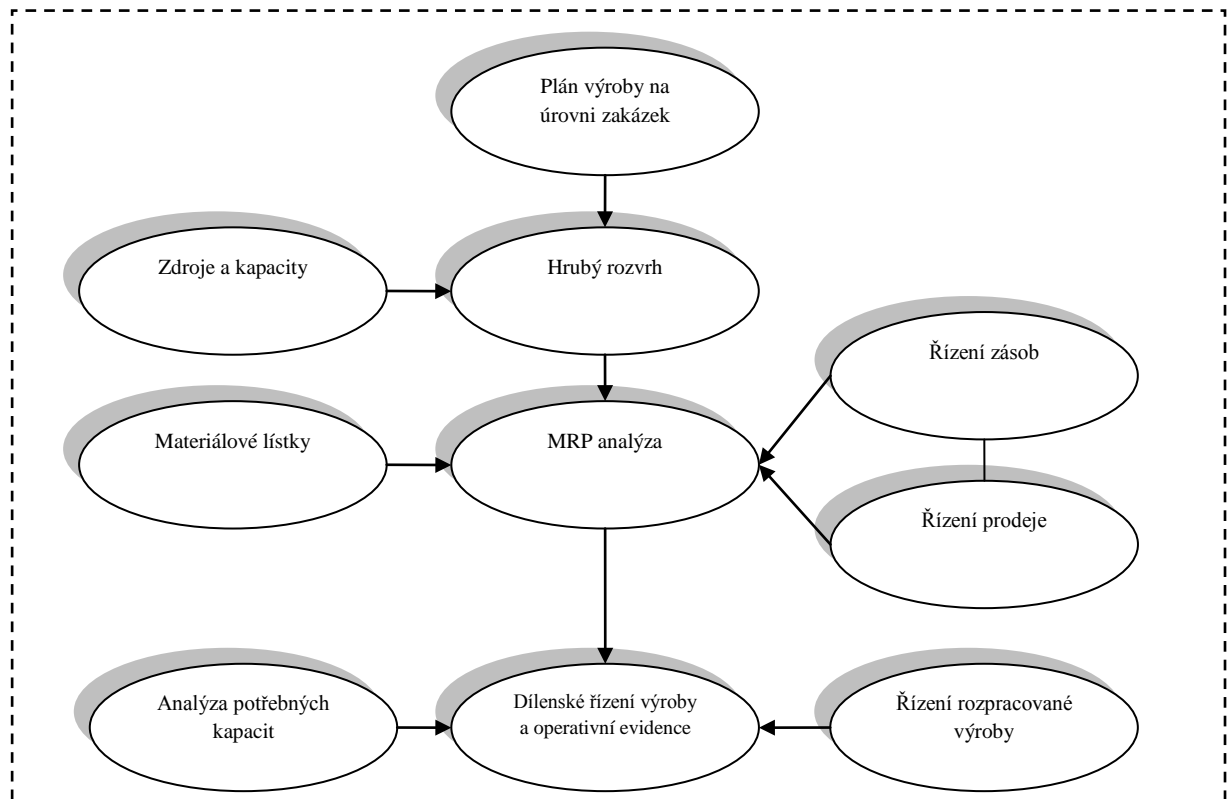 Plán výroby na
úrovni zakázek
Zdroje a kapacity
Hrubý rozvrh
Řízení zásob
Materiálové lístky
MRP analýza
Řízení prodeje
Analýza potřebných
kapacit
Dílenské řízení výroby
a operativní evidence
Řízení rozpracované
výroby